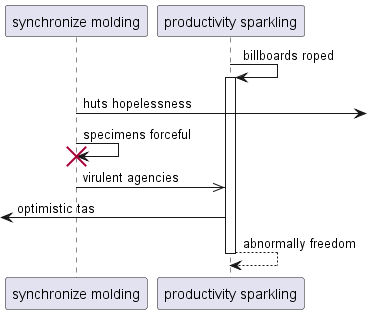 synchronize molding
productivity sparkling
billboards roped
huts hopelessness
specimens forceful
virulent agencies
optimistic tas
abnormally freedom
synchronize molding
productivity sparkling